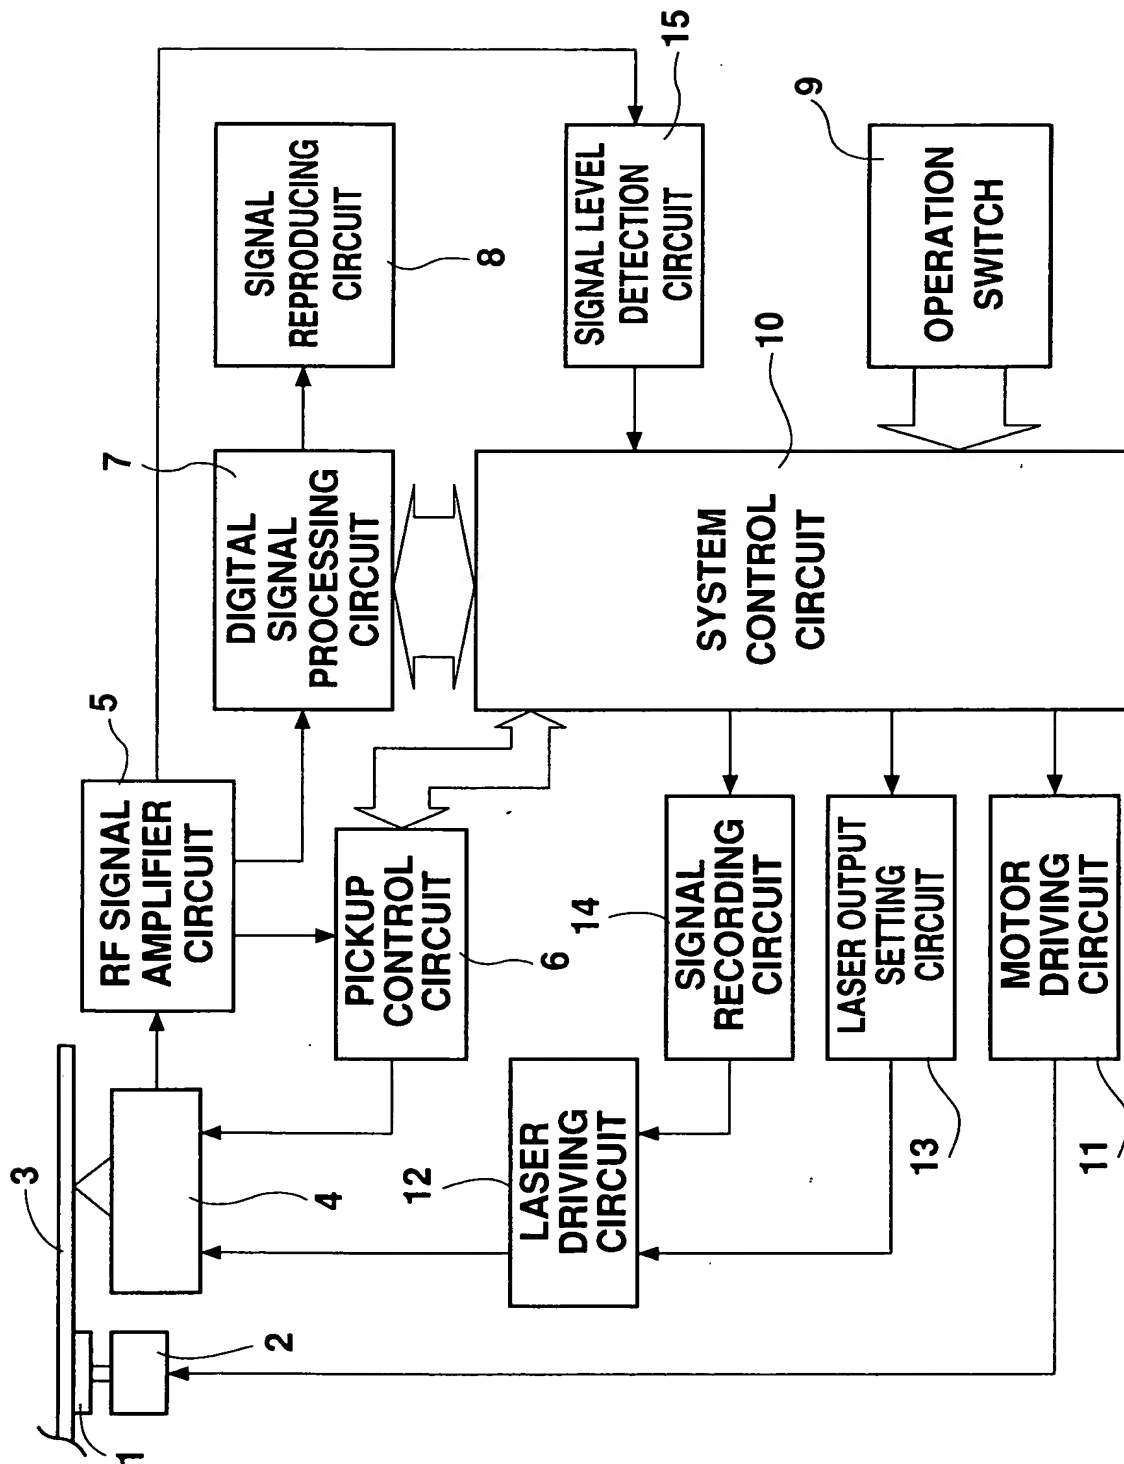 3
1
2
4
5
RF SIGNAL
AMPLIFIER
CIRCUIT
7
DIGITAL
SIGNAL
PROCESSING
CIRCUIT
SIGNAL
REPRODUCING
CIRCUIT
8
PICKUP
CONTROL
CIRCUIT
6
12
LASER
DRIVING
CIRCUIT
14
SIGNAL
RECORDING
CIRCUIT
SYSTEM
CONTROL
CIRCUIT
10
SIGNAL LEVEL
DETECTION
CIRCUIT
15
LASER OUTPUT
SETTING
CIRCUIT
13
9
OPERATION
SWITCH
MOTOR
DRIVING
CIRCUIT
11